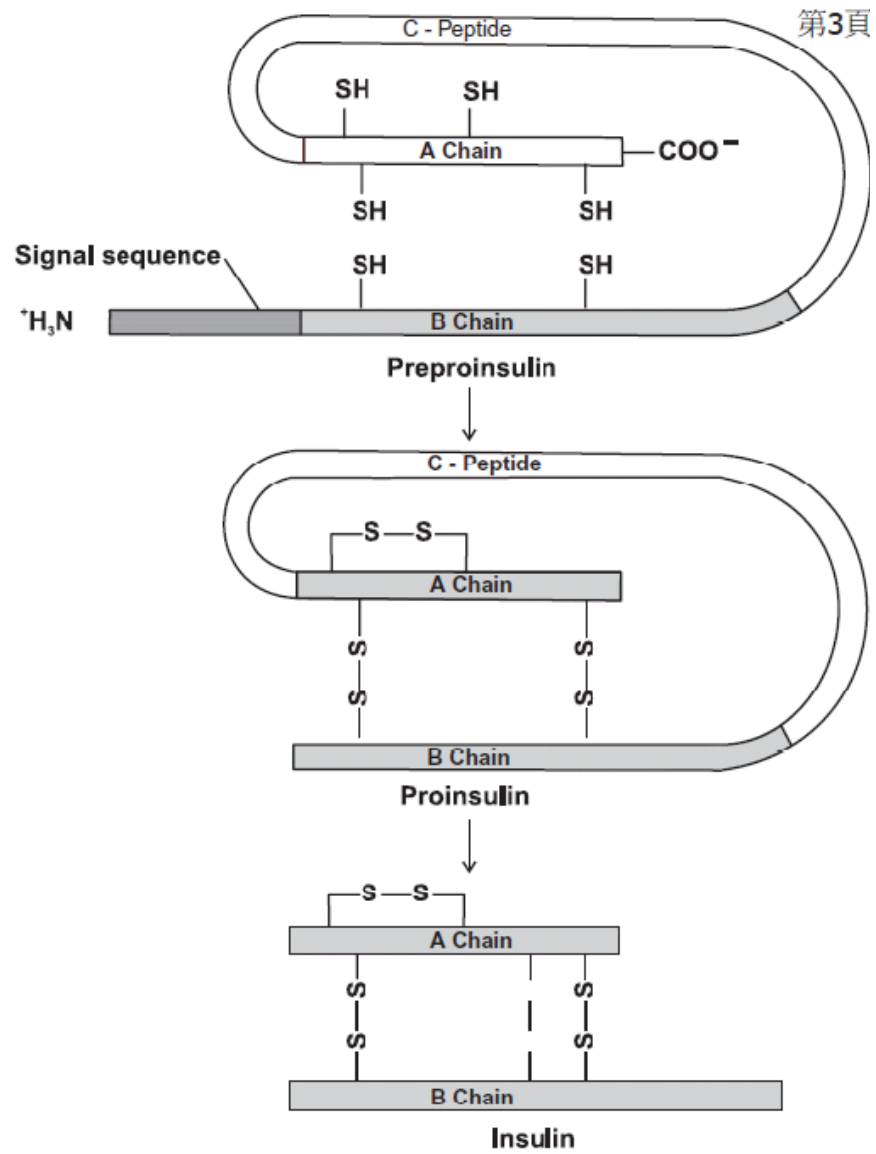 第3頁
C - Peptide
SH SH
A Chain COO⁻
SH SH
Signal sequence
SH SH
⁺H₃N B Chain
Preproinsulin
C - Peptide
S S
A Chain
S S
S S
B Chain
Proinsulin
S S
A Chain
S S
S S
B Chain
Insulin